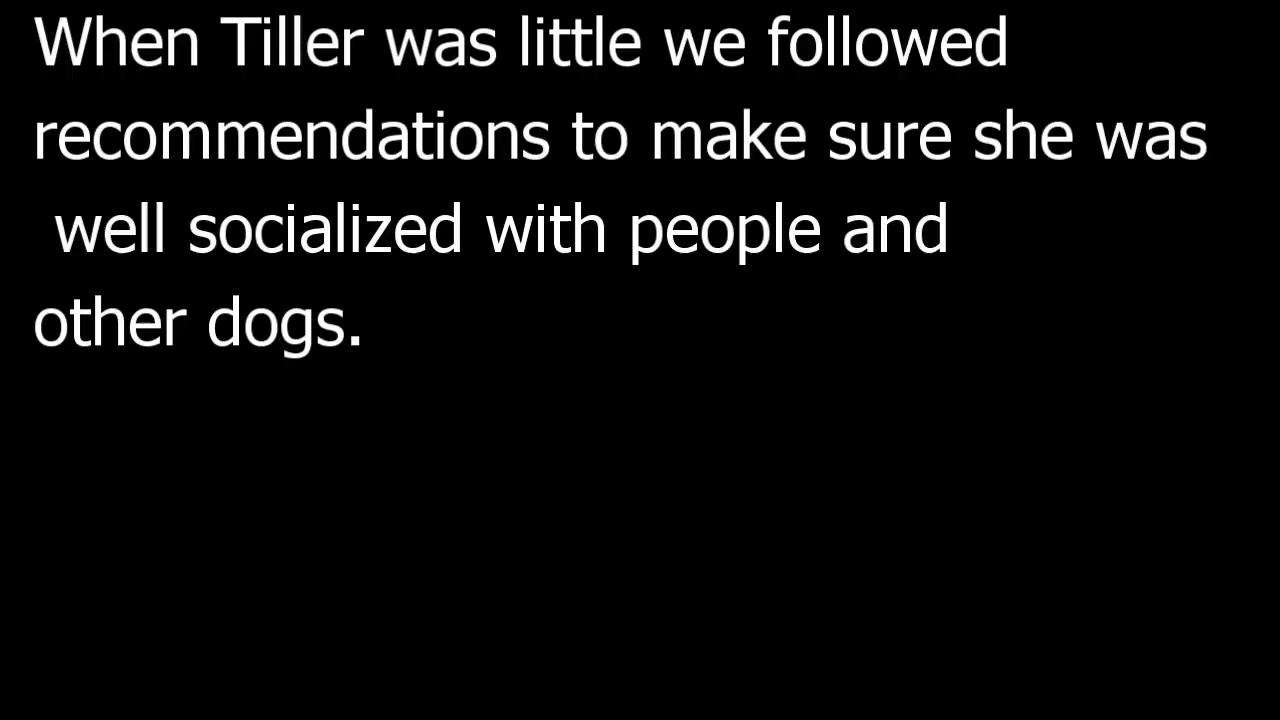 When Tiller was little we followed
recommendations to make sure she was
well socialized with people and
other dogs.